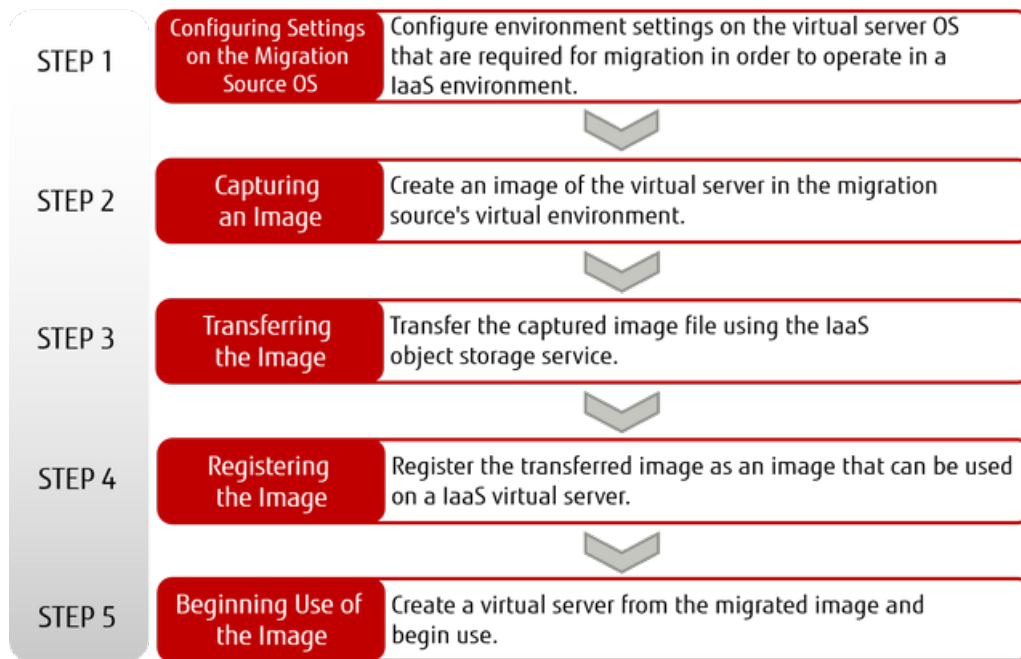 STEP 1
Configuring Settings
on the Migration
Source OS
Configure environment settings on the virtual server OS
that are required for migration in order to operate in a
IaaS environment.
STEP 2
Capturing
an Image
Create an image of the virtual server in the migration
source's virtual environment.
STEP 3
Transferring
the Image
Transfer the captured image file using the IaaS
object storage service.
STEP 4
Registering
the Image
Register the transferred image as an image that can be used
on a IaaS virtual server.
STEP 5
Beginning Use of
the Image
Create a virtual server from the migrated image and
begin use.